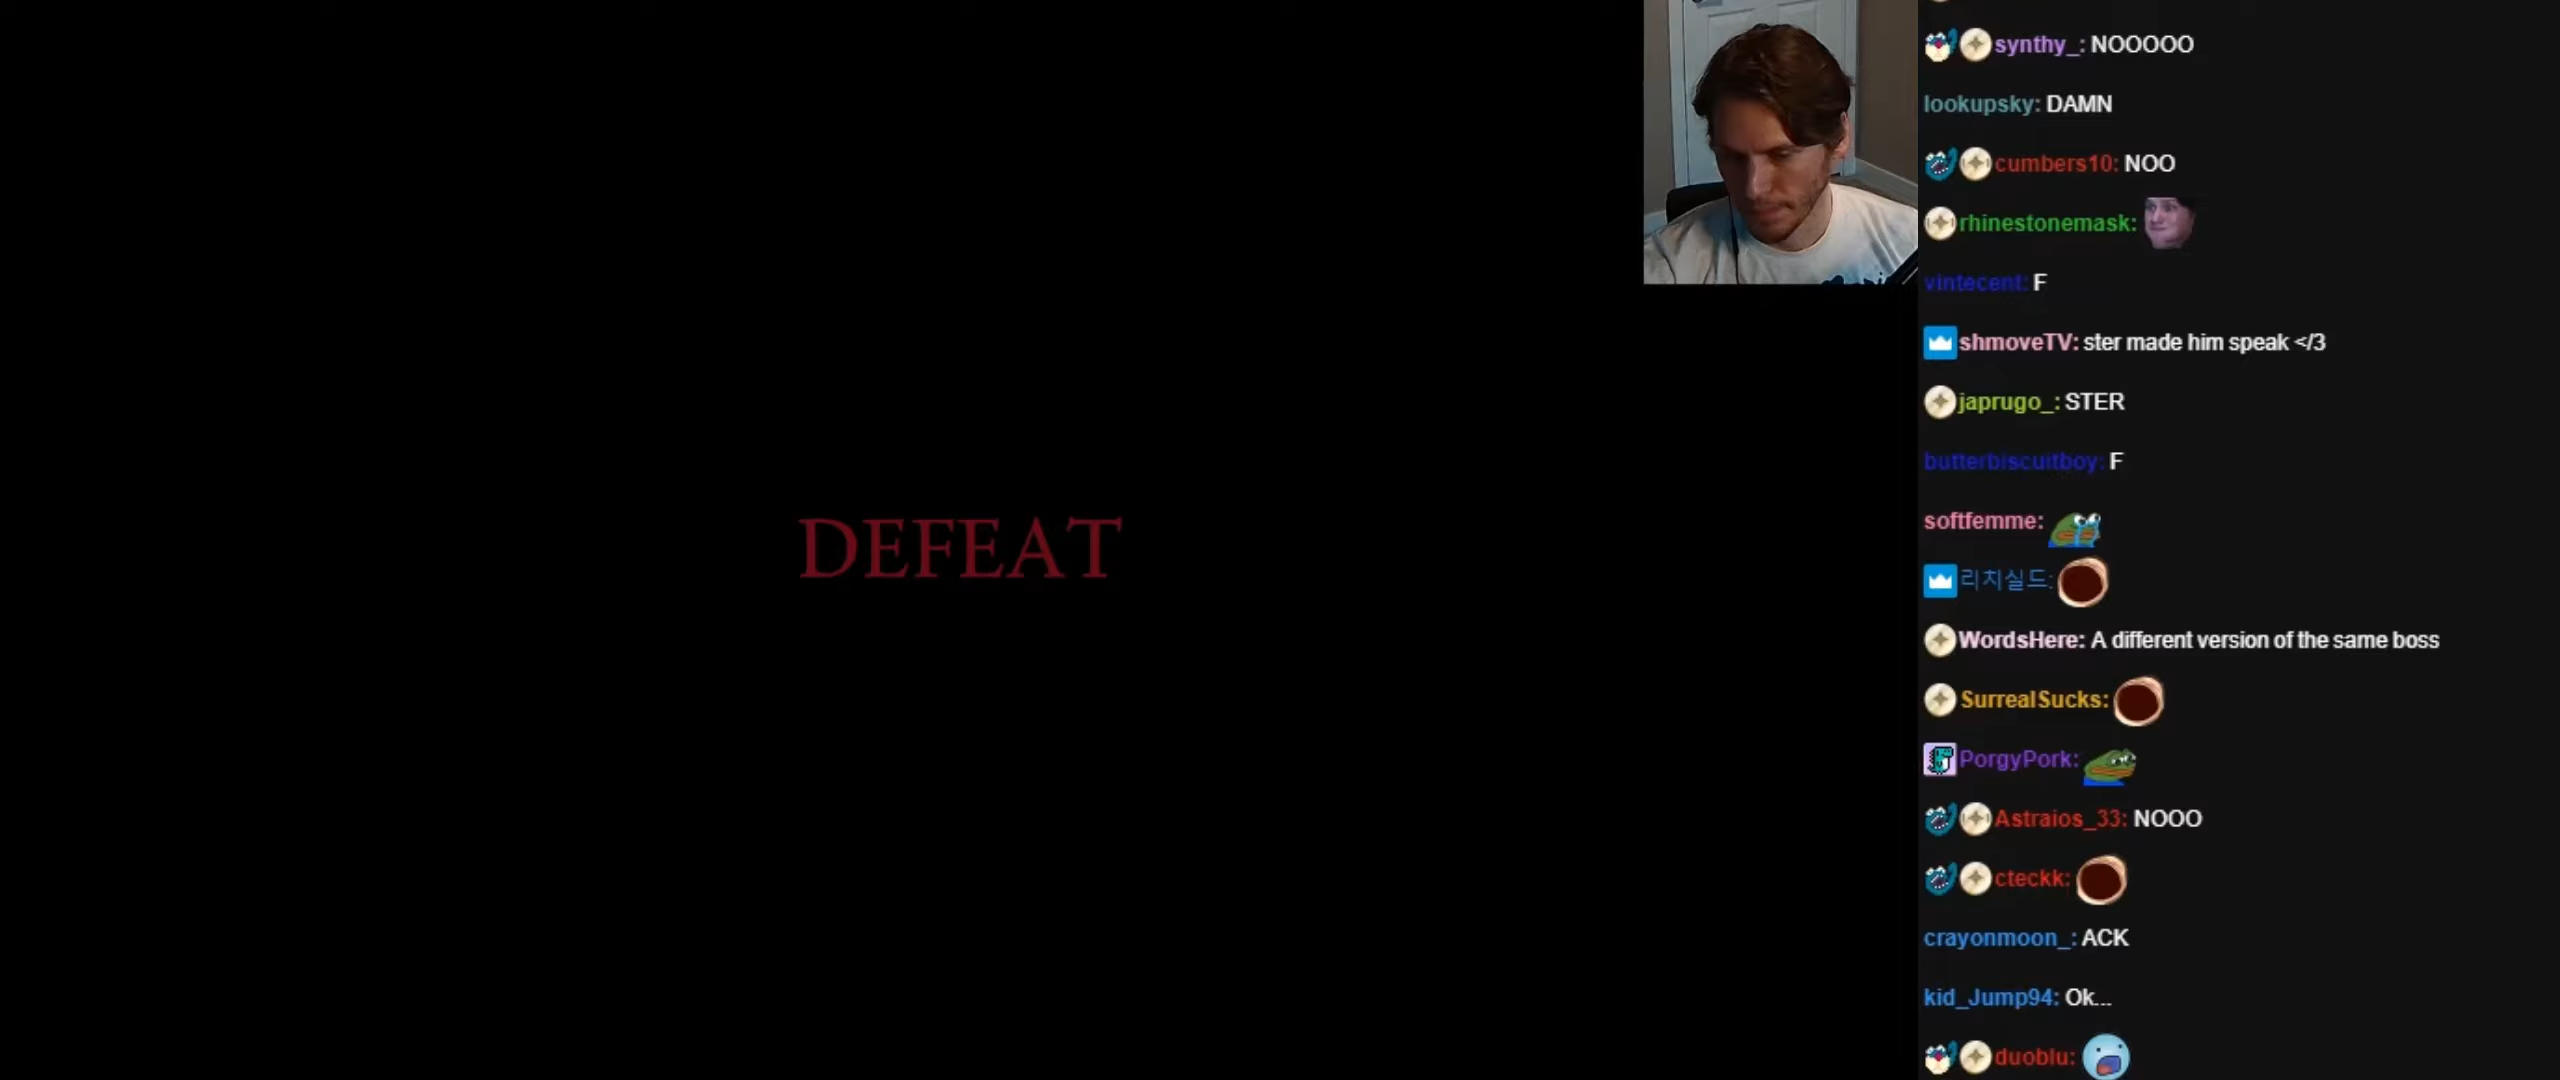 DEFEAT
synthy_: NOOOOO
lookupsky: DAMN
cumbers10: NOO
rhinestonemask:
vintecent: F
shmoveTV: ster made him speak </3
japrugo_: STER
butterbiscuitboy: F
softfemme:
리치실드:
WordsHere: A different version of the same boss
SurrealSucks:
PorgyPork:
Astraios_33: NOOO
cteckk:
crayonmoon_: ACK
kid_Jump94: Ok...
duoblu: